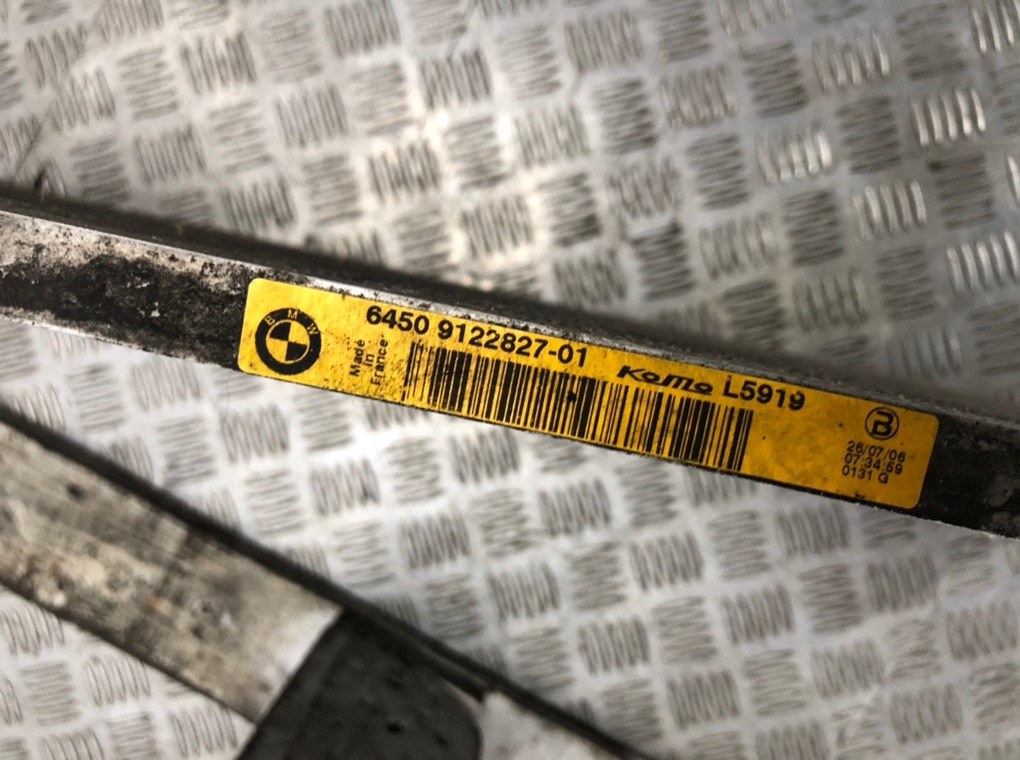 BMW
6450 9122827-01
Made
in
France
KoMo L5919
B
26/07/06
07:34:59
0131 G